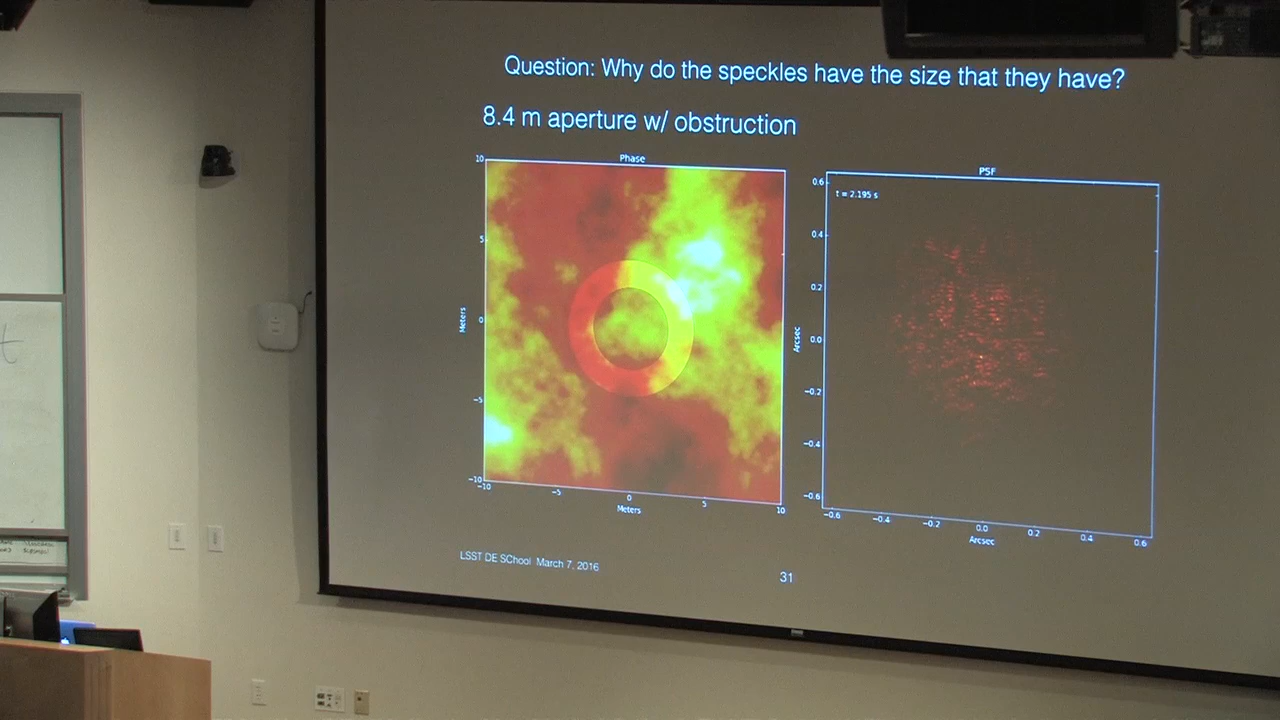 Question: Why do the speckles have the size that they have?
8.4 m aperture w/ obstruction
Phase
10
5
0
−5
−10
Meters
−10
−5
0
5
10
Meters
PSF
t = 2.195 s
0.6
0.4
0.2
0.0
−0.2
−0.4
−0.6
Arcsec
−0.6
−0.4
−0.2
0.0
0.2
0.4
0.6
Arcsec
LSST DE SChool March 7, 2016
31
t